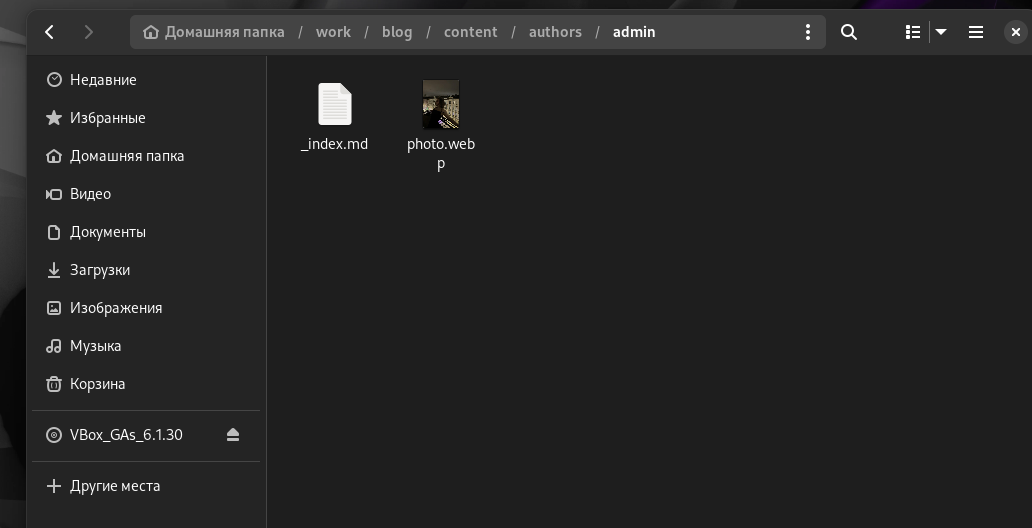 Домашняя папка / work / blog / content / authors / admin
Недавние
Избранные
Домашняя папка
Видео
Документы
Загрузки
Изображения
Музыка
Корзина
VBox_GAs_6.1.30
Другие места
_index.md
photo.web
p